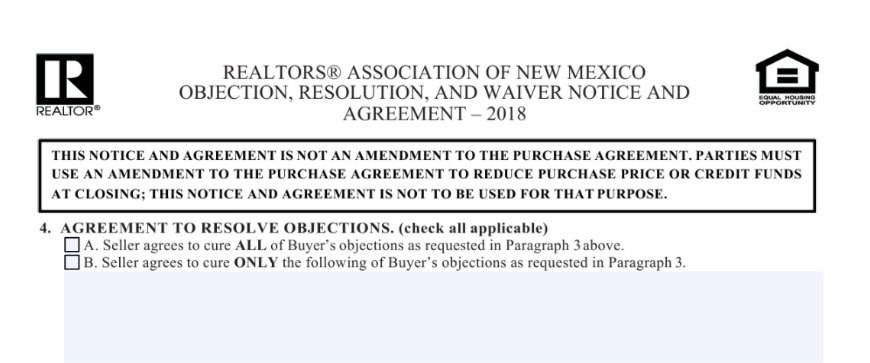 REALTORS® ASSOCIATION OF NEW MEXICO
OBJECTION, RESOLUTION, AND WAIVER NOTICE AND
AGREEMENT – 2018
REALTOR®
EQUAL HOUSING
OPPORTUNITY
THIS NOTICE AND AGREEMENT IS NOT AN AMENDMENT TO THE PURCHASE AGREEMENT. PARTIES MUST
USE AN AMENDMENT TO THE PURCHASE AGREEMENT TO REDUCE PURCHASE PRICE OR CREDIT FUNDS
AT CLOSING; THIS NOTICE AND AGREEMENT IS NOT TO BE USED FOR THAT PURPOSE.
4. AGREEMENT TO RESOLVE OBJECTIONS. (check all applicable)
A. Seller agrees to cure ALL of Buyer's objections as requested in Paragraph 3 above.
B. Seller agrees to cure ONLY the following of Buyer's objections as requested in Paragraph 3.